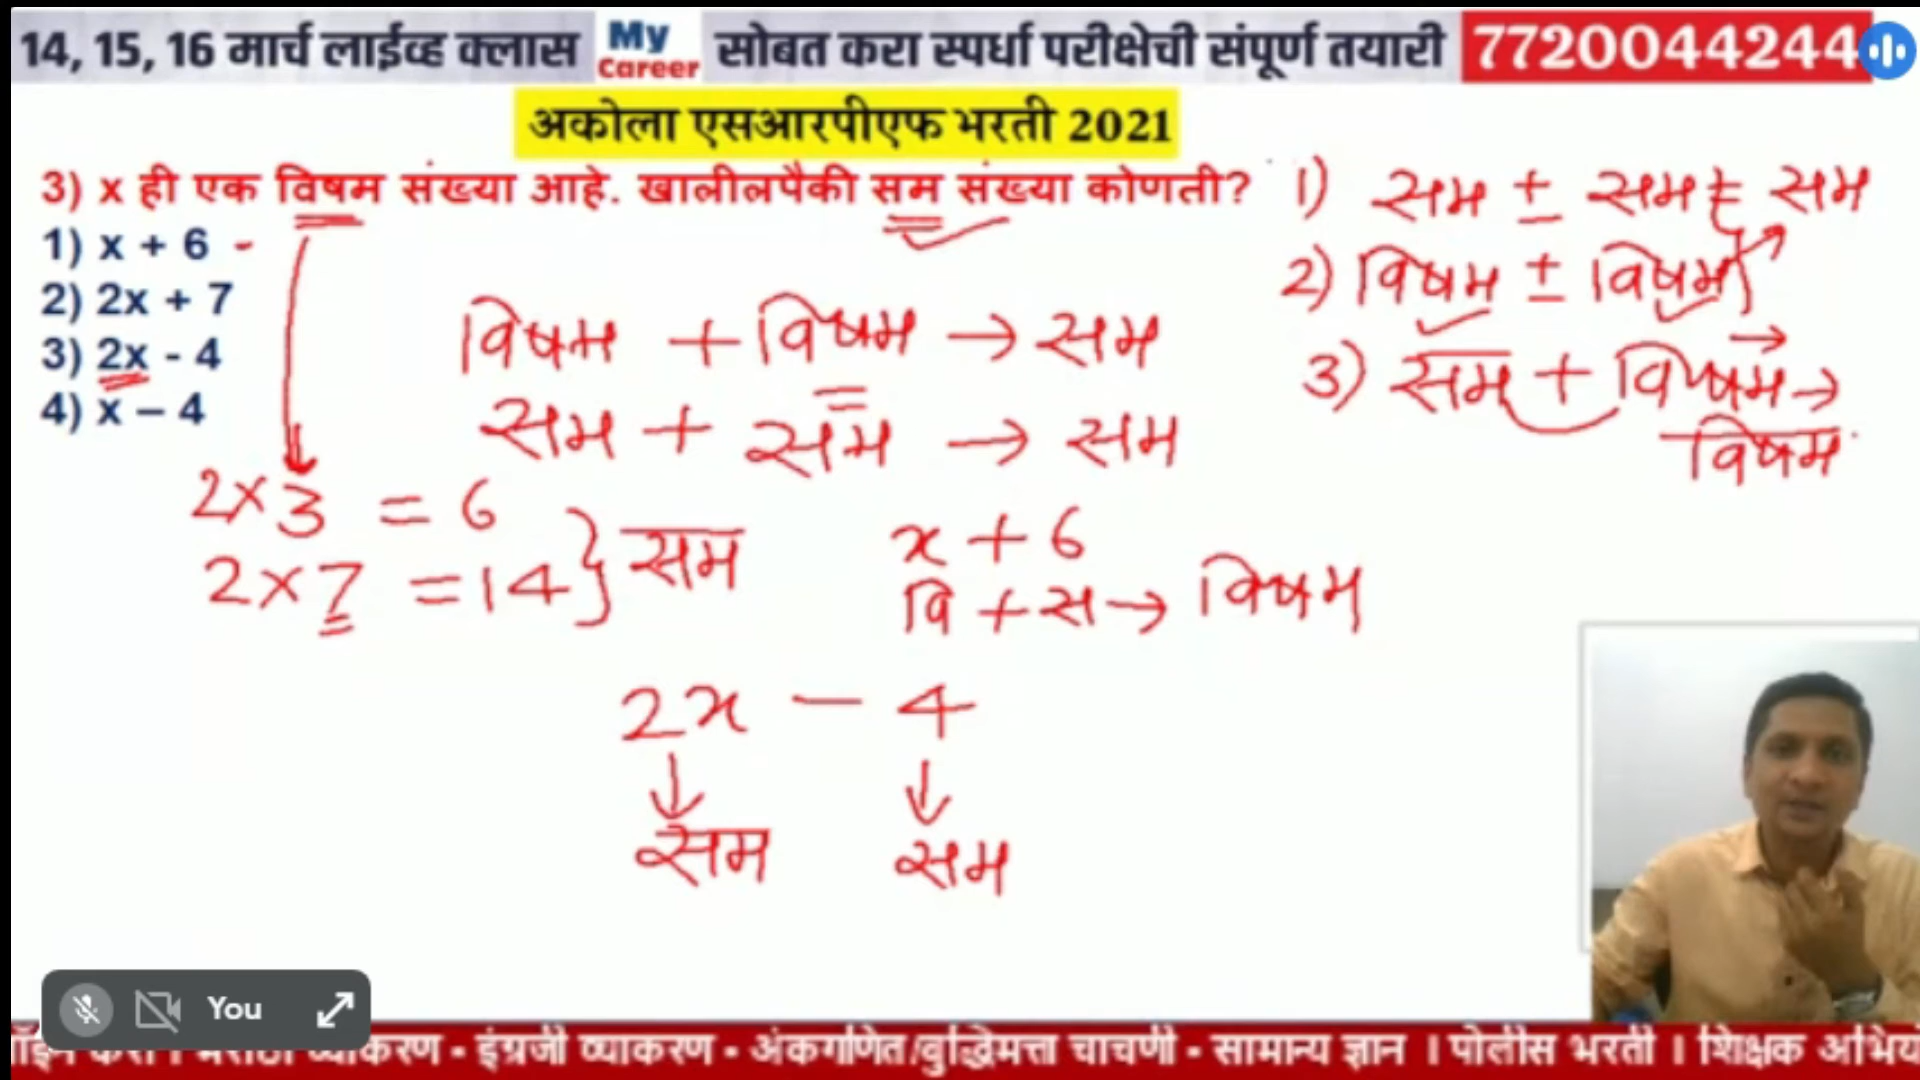 14, 15, 16 मार्च लाईव्ह क्लास My Career सोबत करा स्पर्धा परीक्षेची संपूर्ण तयारी 7720044244
अकोला एसआरपीएफ भरती 2021
3) x ही एक विषम संख्या आहे. खालीलपैकी सम संख्या कोणती?
1) x + 6 -
2) 2x + 7
3) 2x - 4
4) x – 4
1) सम ± सम = सम
2) विषम ± विषम
3) सम + विषम →
विषम
विषम + विषम → सम
सम + सम → सम
2×3 = 6
2×7 = 14 } सम
x + 6
वि + स → विषम
2x - 4
सम सम
You
करा । मराठी व्याकरण - इंग्रजी व्याकरण - अंकगणित/बुद्धिमत्ता चाचणी - सामान्य ज्ञान । पोलीस भरती । शिक्षक